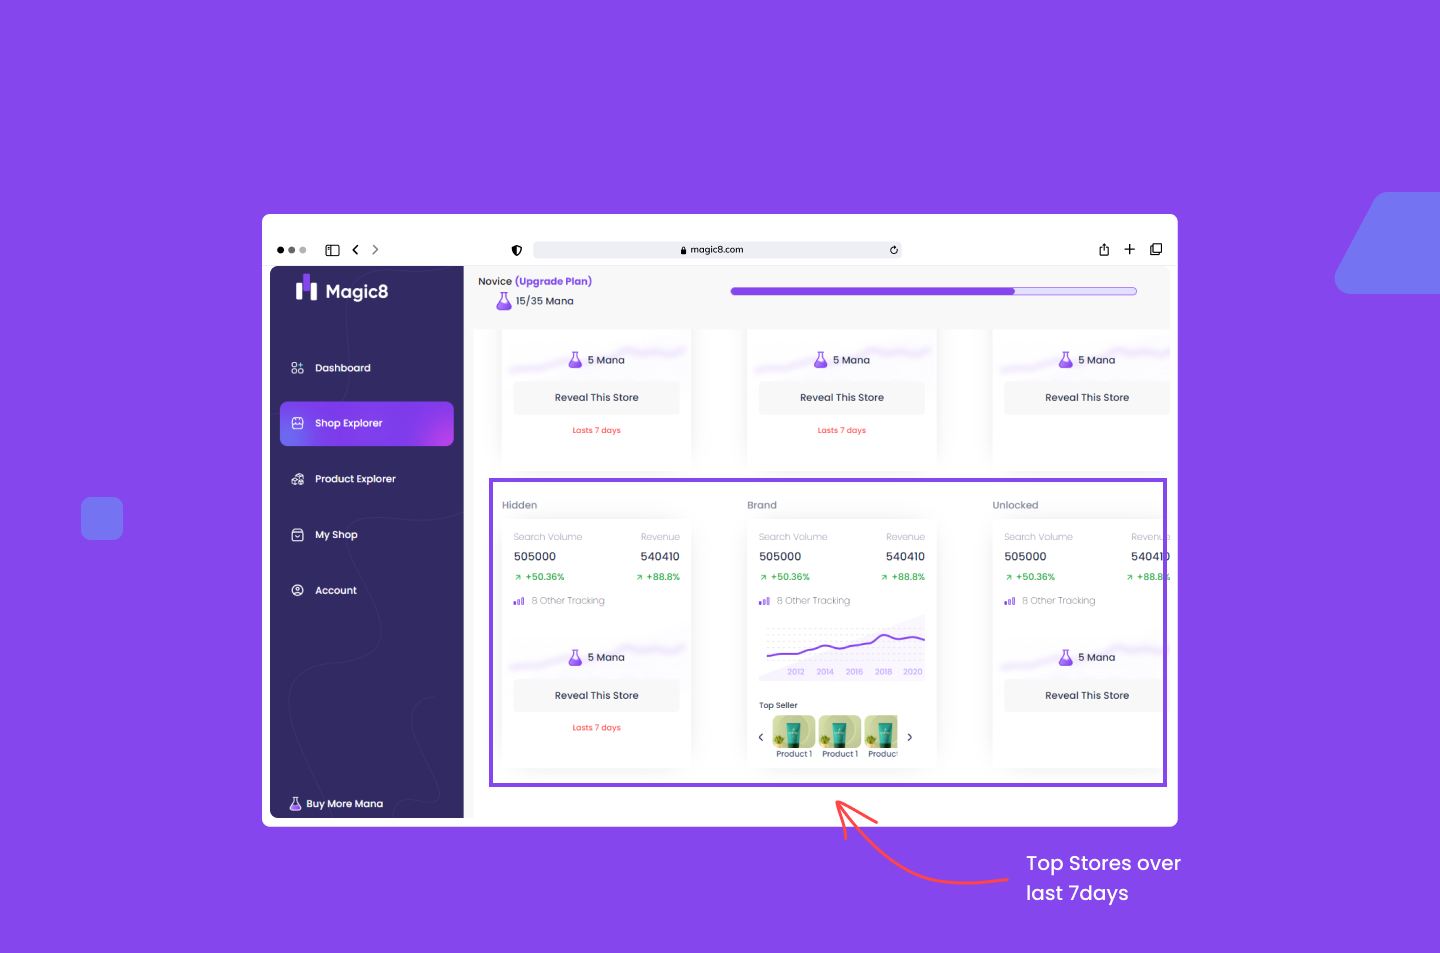 magic8.com
Magic8
Novice (Upgrade Plan)
15/35 Mana
Dashboard
Shop Explorer
Product Explorer
My Shop
Account
Buy More Mana
5 Mana
Reveal This Store
Lasts 7 days
5 Mana
Reveal This Store
Lasts 7 days
5 Mana
Reveal This Store
Hidden
Search Volume Revenue
505000 540410
+50.36% +88.8%
8 Other Tracking
5 Mana
Reveal This Store
Lasts 7 days
Brand
Search Volume Revenue
505000 540410
+50.36% +88.8%
8 Other Tracking
2012 2014 2016 2018 2020
Top Seller
Product 1 Product 1 Product
Unlocked
Search Volume Revenue
505000 540410
+50.36% +88.8%
8 Other Tracking
5 Mana
Reveal This Store
Top Stores over
last 7days